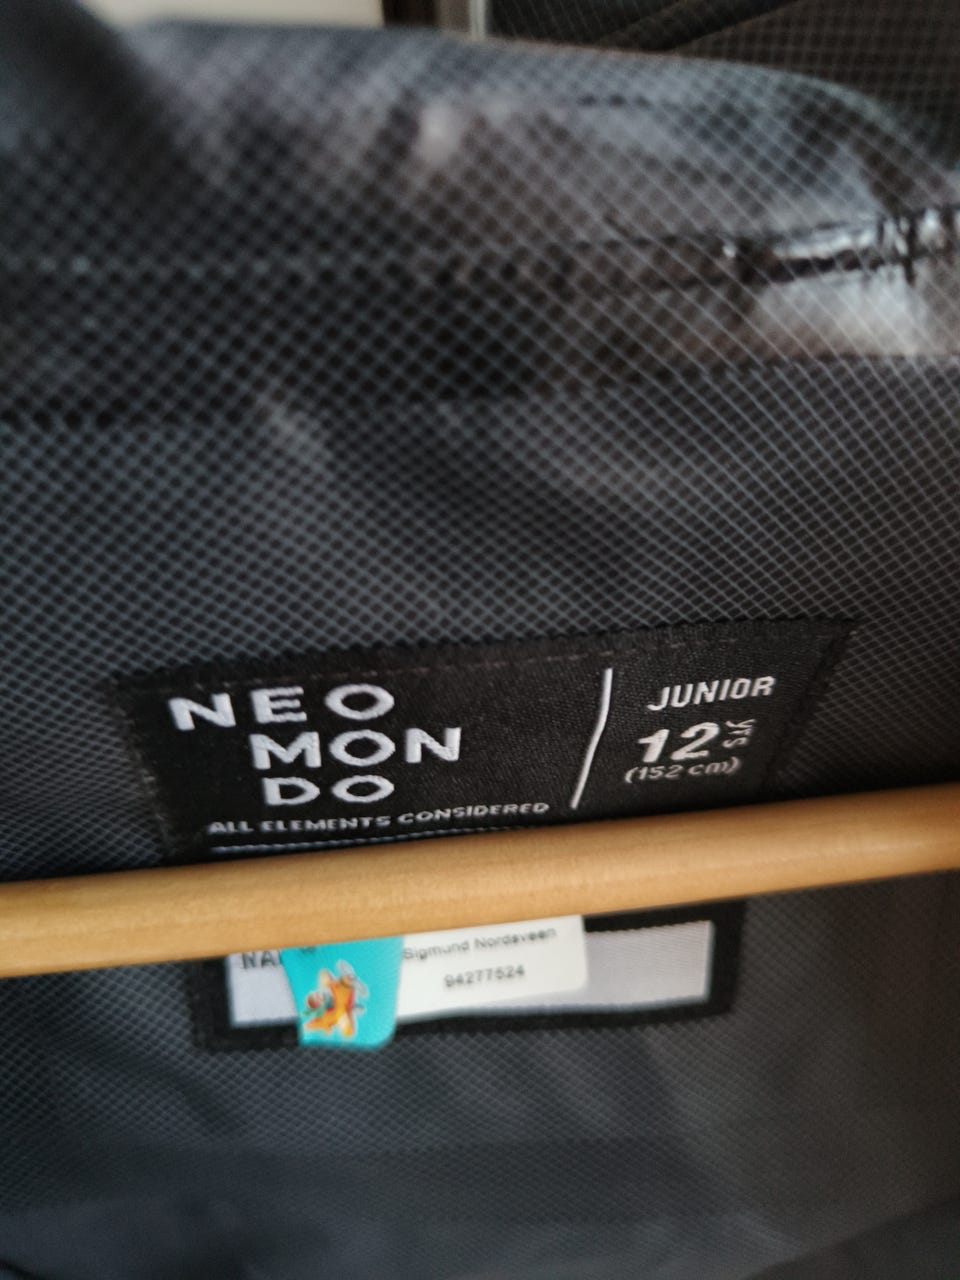 NEO
MON
DO
ALL ELEMENTS CONSIDERED
JUNIOR
12 yrs
(152 cm)
Sigmund Nordsveen
94277524